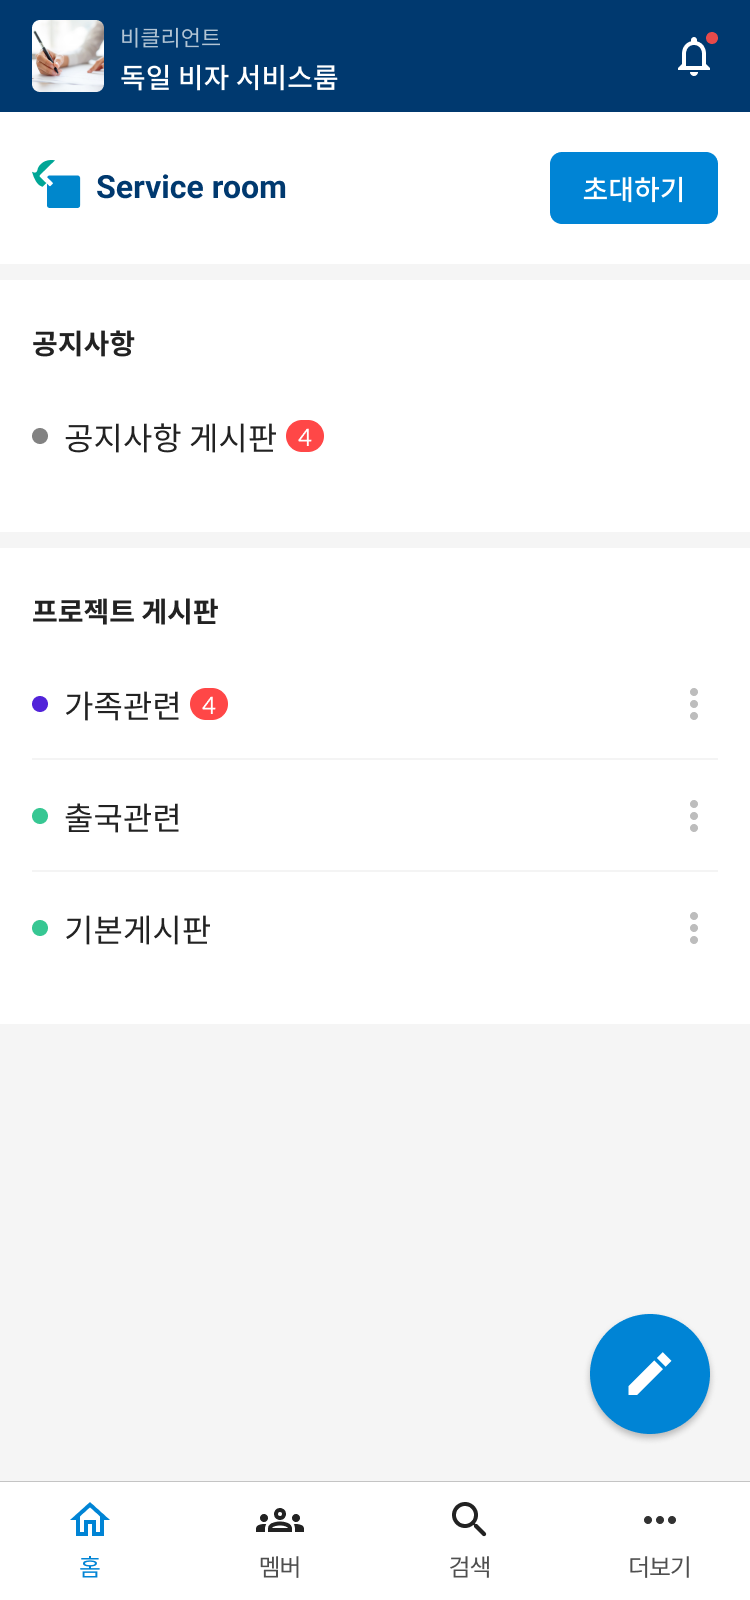 비클리언트
독일 비자 서비스룸
Service room
초대하기
공지사항
공지사항 게시판 4
프로젝트 게시판
가족관련 4
출국관련
기본게시판
홈
멤버
검색
더보기